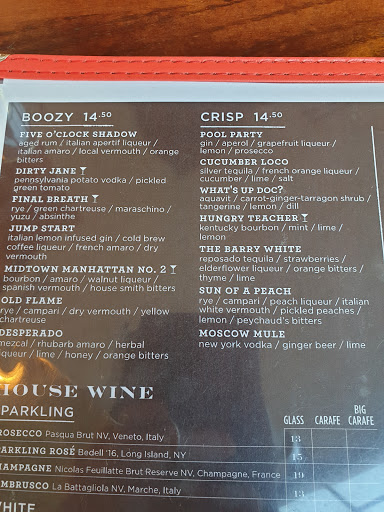 BOOZY 14.50
FIVE O'CLOCK SHADOW
aged rum / italian apertif liqueur /
italian amaro / local vermouth / orange
bitters
DIRTY JANE
pennsylvania potato vodka / pickled
green tomato
FINAL BREATH
rye / green chartreuse / maraschino /
yuzu / absinthe
JUMP START
italian lemon infused gin / cold brew
coffee liqueur / french amaro / dry
vermouth
MIDTOWN MANHATTAN NO. 2
bourbon / amaro / walnut liqueur /
spanish vermouth / house smith bitters
OLD FLAME
rye / campari / dry vermouth / yellow
chartreuse
DESPERADO
mezcal / rhubarb amaro / herbal
liqueur / lime / honey / orange bitters
CRISP 14.50
POOL PARTY
gin / aperol / grapefruit liqueur /
lemon / prosecco
CUCUMBER LOCO
silver tequila / french orange liqueur /
cucumber / lime / salt
WHAT'S UP DOC?
aquavit / carrot-ginger-tarragon shrub /
tangerine / lemon / dill
HUNGRY TEACHER
kentucky bourbon / mint / lime /
lemon
THE BARRY WHITE
reposado tequila / strawberries /
elderflower liqueur / orange bitters /
thyme / lime
SUN OF A PEACH
rye / campari / peach liqueur / italian
white vermouth / pickled peaches /
lemon / peychaud's bitters
MOSCOW MULE
new york vodka / ginger beer / lime
HOUSE WINE
SPARKLING
GLASS CARAFE BIG CARAFE
PROSECCO Pasqua Brut NV, Veneto, Italy 13
SPARKLING ROSÉ Bedell '16, Long Island, NY 15
CHAMPAGNE Nicolas Feuillatte Brut Reserve NV, Champagne, France 19
LAMBRUSCO La Battagliola NV, Marche, Italy 13
WHITE